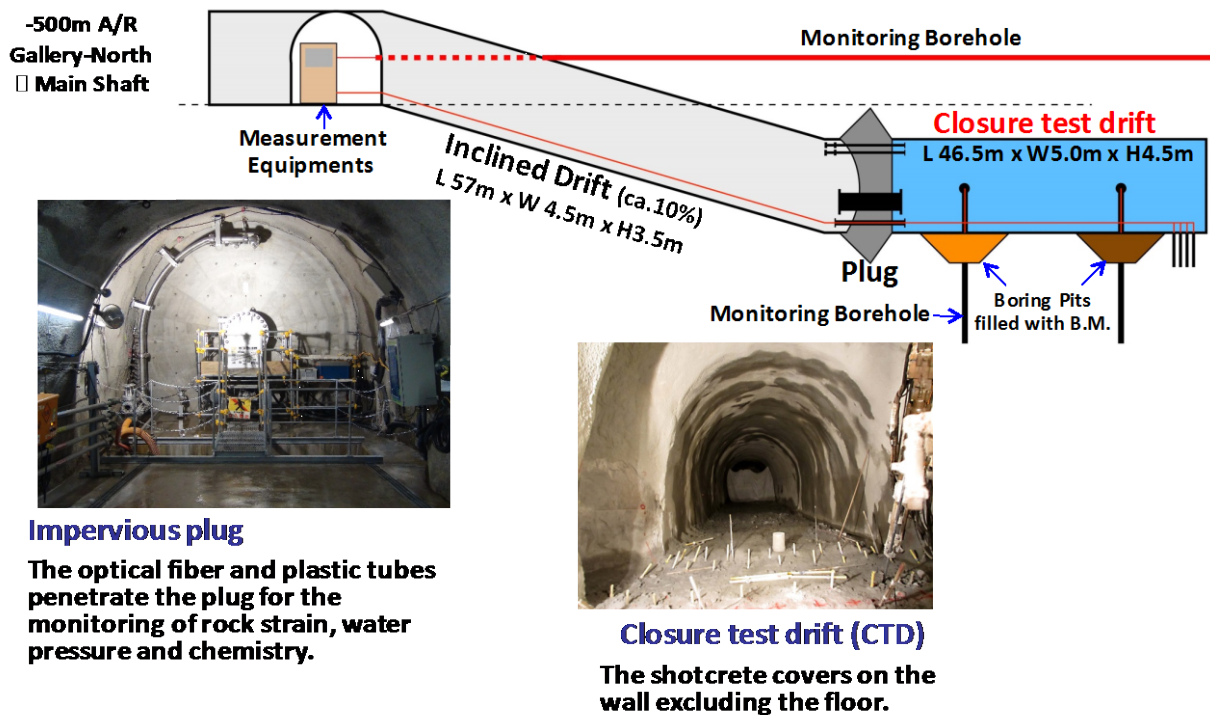 -500m A/R
Gallery-North
□ Main Shaft
Monitoring Borehole
Measurement
Equipments
Inclined Drift (ca.10%)
L 57m x W 4.5m x H3.5m
Closure test drift
L 46.5m x W5.0m x H4.5m
Plug
Monitoring Borehole
Boring Pits
filled with B.M.
Impervious plug
The optical fiber and plastic tubes
penetrate the plug for the
monitoring of rock strain, water
pressure and chemistry.
Closure test drift (CTD)
The shotcrete covers on the
wall excluding the floor.